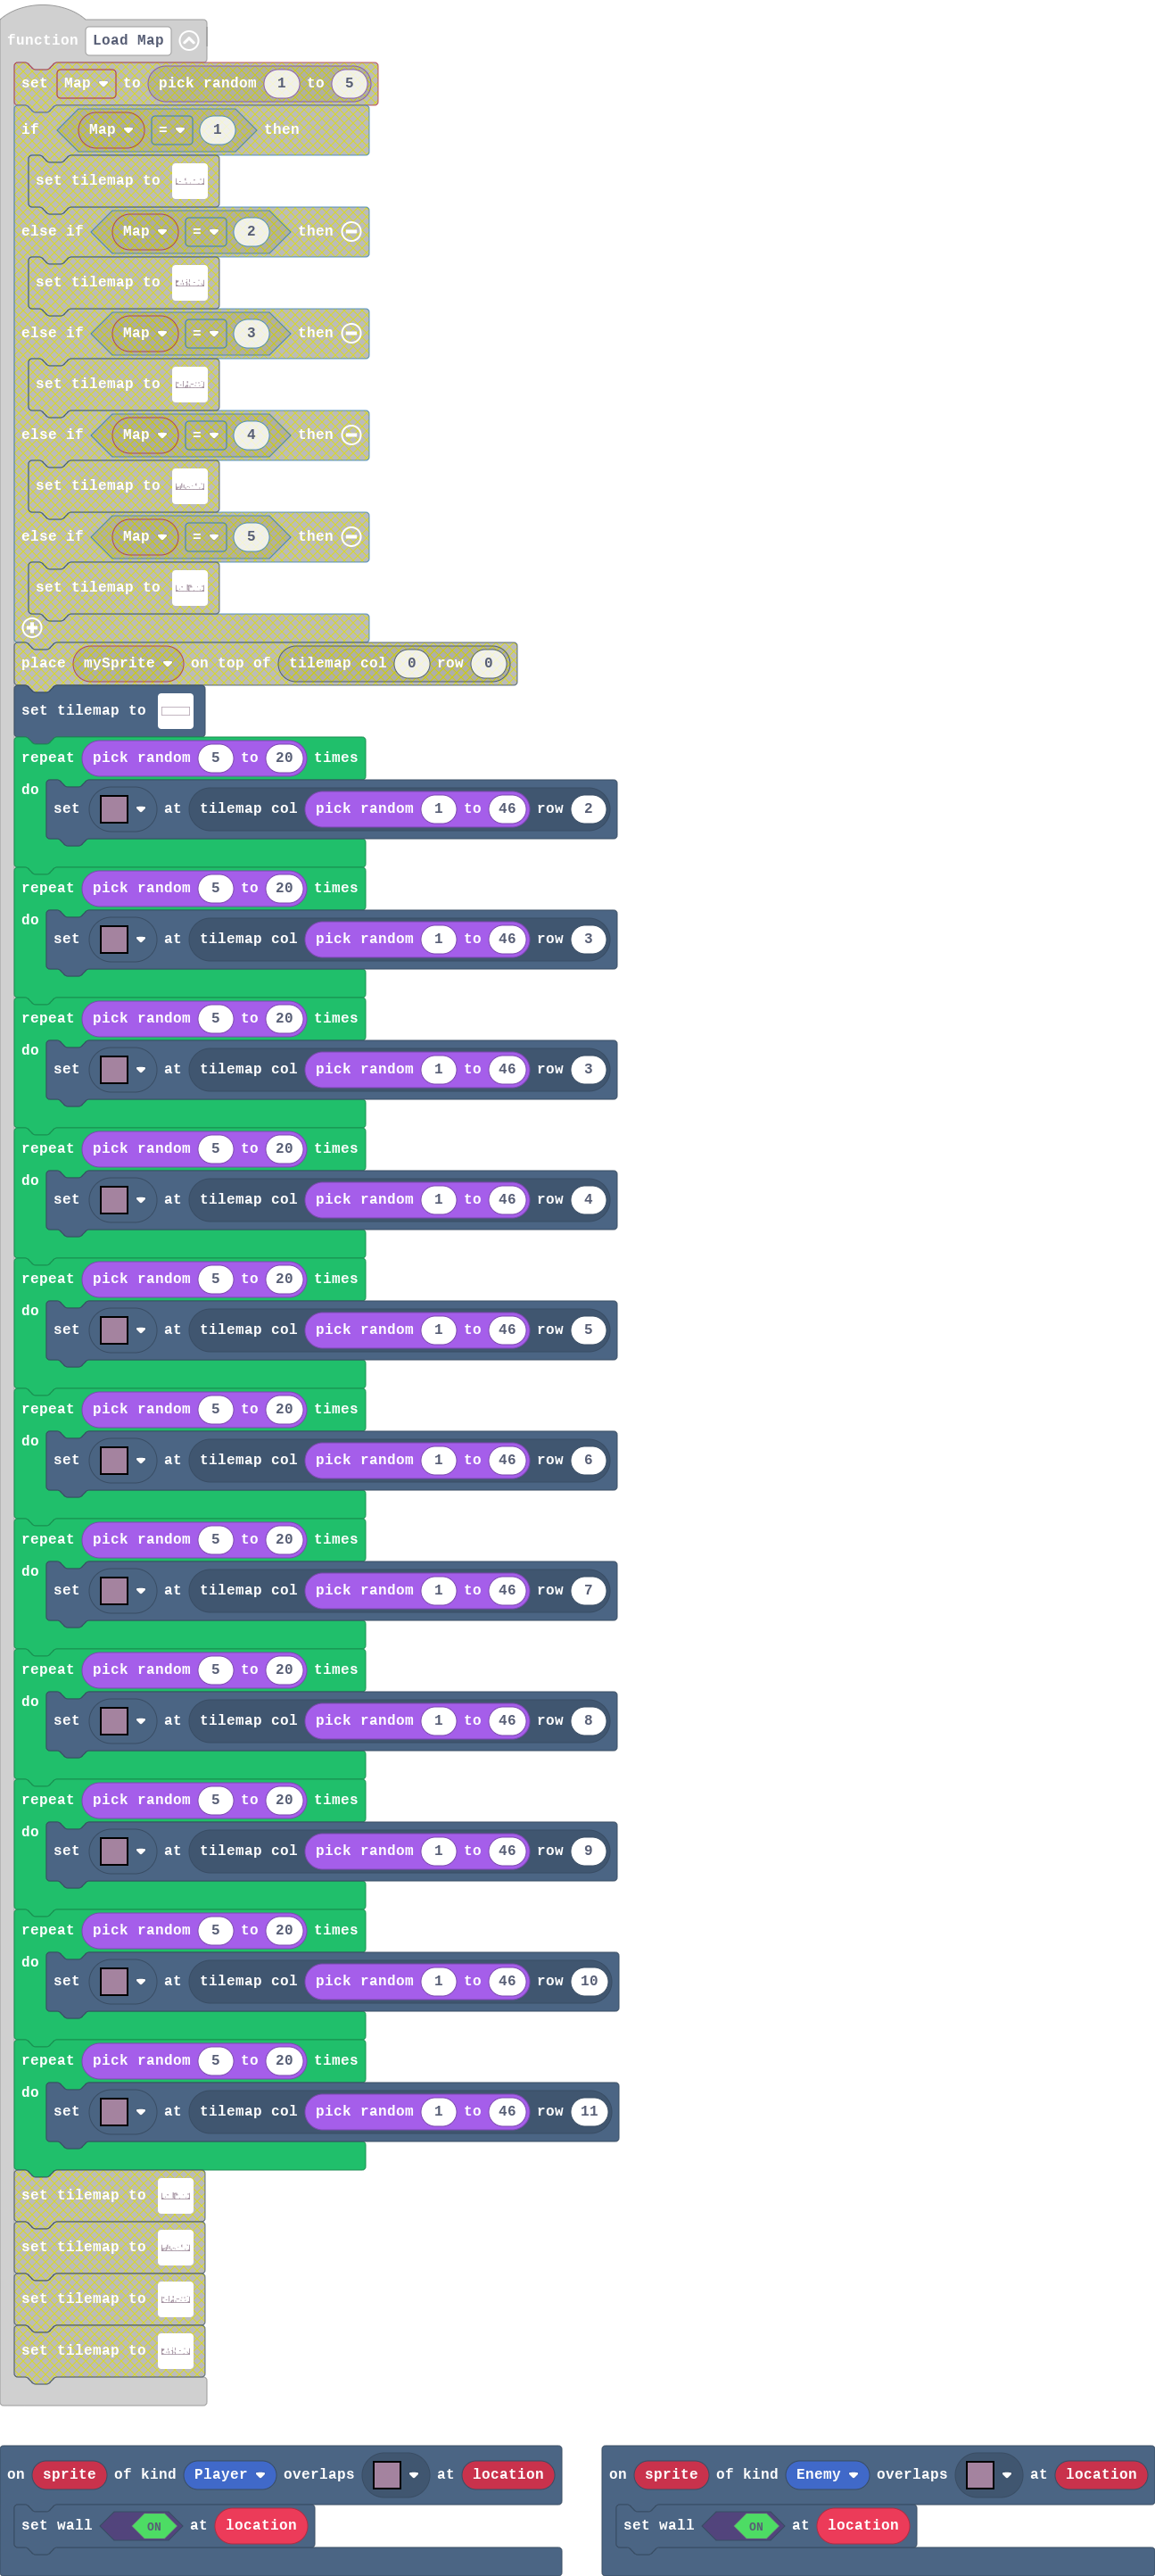 function Load Map
set Map to pick random 1 to 5
if Map = 1 then
set tilemap to
else if Map = 2 then
set tilemap to
else if Map = 3 then
set tilemap to
else if Map = 4 then
set tilemap to
else if Map = 5 then
set tilemap to
place mySprite on top of tilemap col 0 row 0
set tilemap to
repeat pick random 5 to 20 times
do set at tilemap col pick random 1 to 46 row 2
repeat pick random 5 to 20 times
do set at tilemap col pick random 1 to 46 row 3
repeat pick random 5 to 20 times
do set at tilemap col pick random 1 to 46 row 3
repeat pick random 5 to 20 times
do set at tilemap col pick random 1 to 46 row 4
repeat pick random 5 to 20 times
do set at tilemap col pick random 1 to 46 row 5
repeat pick random 5 to 20 times
do set at tilemap col pick random 1 to 46 row 6
repeat pick random 5 to 20 times
do set at tilemap col pick random 1 to 46 row 7
repeat pick random 5 to 20 times
do set at tilemap col pick random 1 to 46 row 8
repeat pick random 5 to 20 times
do set at tilemap col pick random 1 to 46 row 9
repeat pick random 5 to 20 times
do set at tilemap col pick random 1 to 46 row 10
repeat pick random 5 to 20 times
do set at tilemap col pick random 1 to 46 row 11
set tilemap to
set tilemap to
set tilemap to
set tilemap to
on sprite of kind Player overlaps at location
set wall ON at location
on sprite of kind Enemy overlaps at location
set wall ON at location